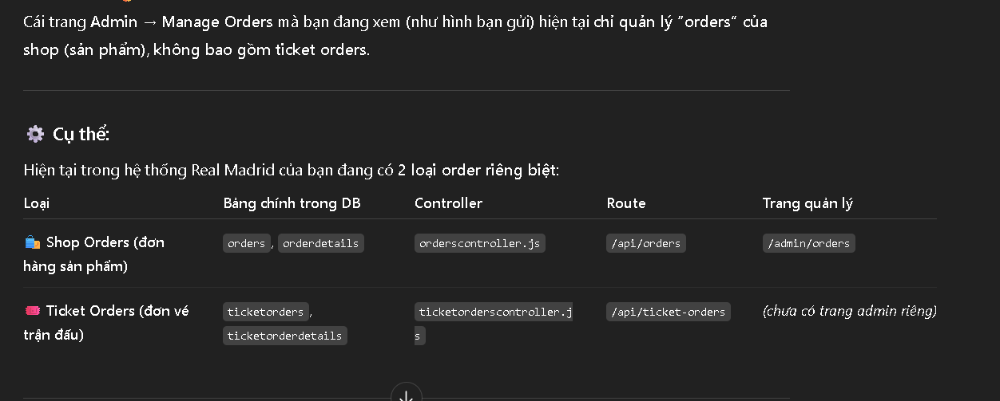 Cái trang Admin → Manage Orders mà bạn đang xem (như hình bạn gửi) hiện tại chỉ quản lý “orders” của
shop (sản phẩm), không bao gồm ticket orders.
Cụ thể:
Hiện tại trong hệ thống Real Madrid của bạn đang có 2 loại order riêng biệt:
Loại Bảng chính trong DB Controller Route Trang quản lý
Shop Orders (đơn orders, orderdetails orderscontroller.js /api/orders /admin/orders
hàng sản phẩm)
Ticket Orders (đơn vé ticketorders, ticketorderscontroller.j /api/ticket-orders (chưa có trang admin riêng)
trận đấu) ticketorderdetails s